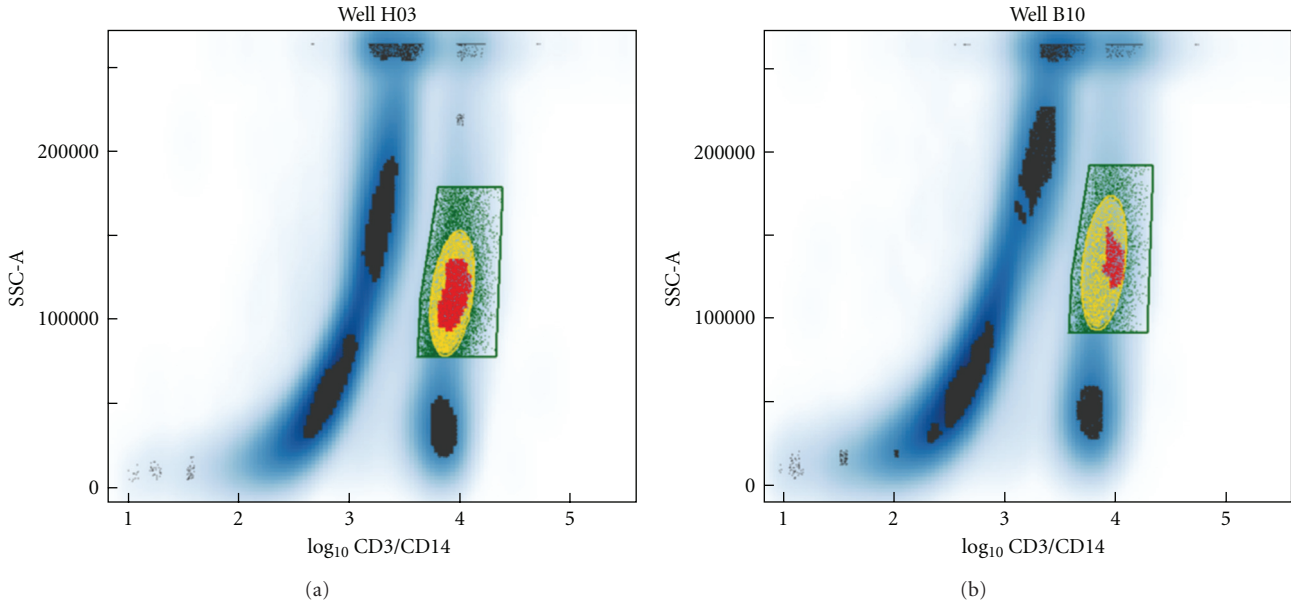 Well H03
200000
100000
0
SSC-A
1 2 3 4 5
log10 CD3/CD14
(a)
Well B10
200000
100000
0
SSC-A
1 2 3 4 5
log10 CD3/CD14
(b)